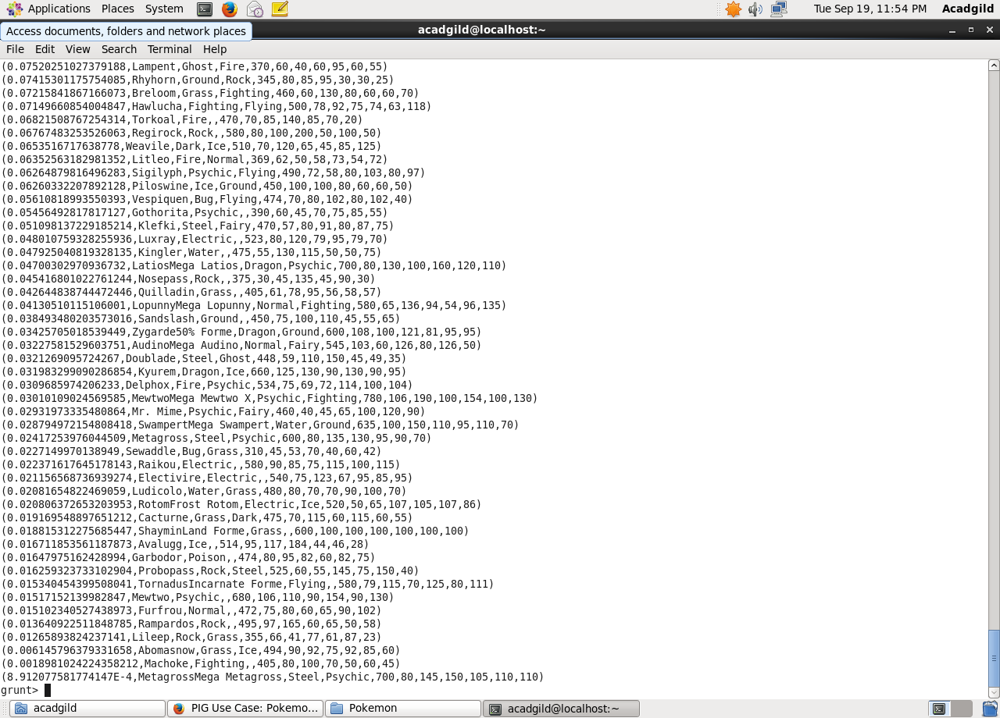 Applications Places System Tue Sep 19, 11:54 PM Acadgild
Access documents, folders and network places acadgild@localhost:~
File Edit View Search Terminal Help
(0.07520251027379188,Lampent,Ghost,Fire,370,60,40,60,95,60,55)
(0.07415301175754085,Rhyhorn,Ground,Rock,345,80,85,95,30,30,25)
(0.07215841867166073,Breloom,Grass,Fighting,460,60,130,80,60,60,70)
(0.07149660854004847,Hawlucha,Fighting,Flying,500,78,92,75,74,63,118)
(0.06821508767254314,Torkoal,Fire,,470,70,85,140,85,70,20)
(0.06767483253526063,Regirock,Rock,,580,80,100,200,50,100,50)
(0.0653516717638778,Weavile,Dark,Ice,510,70,120,65,45,85,125)
(0.06352563182981352,Litleo,Fire,Normal,369,62,50,58,73,54,72)
(0.06264879816496283,Sigilyph,Psychic,Flying,490,72,58,80,103,80,97)
(0.06260332207892128,Piloswine,Ice,Ground,450,100,100,80,60,60,50)
(0.05610818993550393,Vespiquen,Bug,Flying,474,70,80,102,80,102,40)
(0.05456492817817127,Gothorita,Psychic,,390,60,45,70,75,85,55)
(0.051098137229185214,Klefki,Steel,Fairy,470,57,80,91,80,87,75)
(0.048010759328255936,Luxray,Electric,,523,80,120,79,95,79,70)
(0.047925040819328135,Kingler,Water,,475,55,130,115,50,50,75)
(0.04700302970936732,LatiosMega Latios,Dragon,Psychic,700,80,130,100,160,120,110)
(0.045416801022761244,Nosepass,Rock,,375,30,45,135,45,90,30)
(0.042644838744472446,Quilladin,Grass,,405,61,78,95,56,58,57)
(0.04130510115106001,LopunnyMega Lopunny,Normal,Fighting,580,65,136,94,54,96,135)
(0.038493480203573016,Sandslash,Ground,,450,75,100,110,45,55,65)
(0.03425705018539449,Zygarde50% Forme,Dragon,Ground,600,108,100,121,81,95,95)
(0.03227581529603751,AudinoMega Audino,Normal,Fairy,545,103,60,126,80,126,50)
(0.0321269095724267,Doublade,Steel,Ghost,448,59,110,150,45,49,35)
(0.031983299090286854,Kyurem,Dragon,Ice,660,125,130,90,130,90,95)
(0.0309685974206233,Delphox,Fire,Psychic,534,75,69,72,114,100,104)
(0.03010109024569585,MewtwoMega Mewtwo X,Psychic,Fighting,780,106,190,100,154,100,130)
(0.02931973335480864,Mr. Mime,Psychic,Fairy,460,40,45,65,100,120,90)
(0.028794972154808418,SwampertMega Swampert,Water,Ground,635,100,150,110,95,110,70)
(0.02417253976044509,Metagross,Steel,Psychic,600,80,135,130,95,90,70)
(0.0227149970138949,Sewaddle,Bug,Grass,310,45,53,70,40,60,42)
(0.022371617645178143,Raikou,Electric,,580,90,85,75,115,100,115)
(0.021156568736939274,Electivire,Electric,,540,75,123,67,95,85,95)
(0.02081654822469059,Ludicolo,Water,Grass,480,80,70,70,90,100,70)
(0.020806372653203953,RotomFrost Rotom,Electric,Ice,520,50,65,107,105,107,86)
(0.019169548897651212,Cacturne,Grass,Dark,475,70,115,60,115,60,55)
(0.018815312275685447,ShayminLand Forme,Grass,,600,100,100,100,100,100,100)
(0.016711853561187873,Avalugg,Ice,,514,95,117,184,44,46,28)
(0.01647975162428994,Garbodor,Poison,,474,80,95,82,60,82,75)
(0.016259323733102904,Probopass,Rock,Steel,525,60,55,145,75,150,40)
(0.015340454399508041,TornadusIncarnate Forme,Flying,,580,79,115,70,125,80,111)
(0.01517152139982847,Mewtwo,Psychic,,680,106,110,90,154,90,130)
(0.015102340527438973,Furfrou,Normal,,472,75,80,60,65,90,102)
(0.013640922511848785,Rampardos,Rock,,495,97,165,60,65,50,58)
(0.01265893824237141,Lileep,Rock,Grass,355,66,41,77,61,87,23)
(0.006145796379331658,Abomasnow,Grass,Ice,494,90,92,75,92,85,60)
(0.0018981024224358212,Machoke,Fighting,,405,80,100,70,50,60,45)
(8.912077581774147E-4,MetagrossMega Metagross,Steel,Psychic,700,80,145,150,105,110,110)
grunt>
acadgild PIG Use Case: Pokemo... Pokemon acadgild@localhost:~